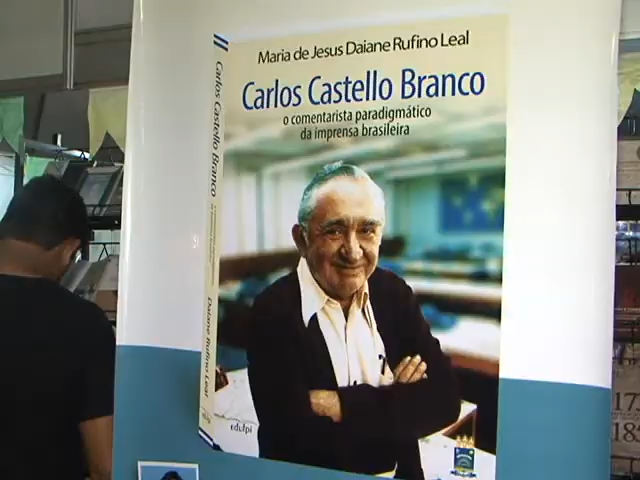 Maria de Jesus Daiane Rufino Leal
Carlos Castello Branco
o comentarista paradigmático
da imprensa brasileira
Carlos Castello Branco
Daiane Rufino Leal
edufpi